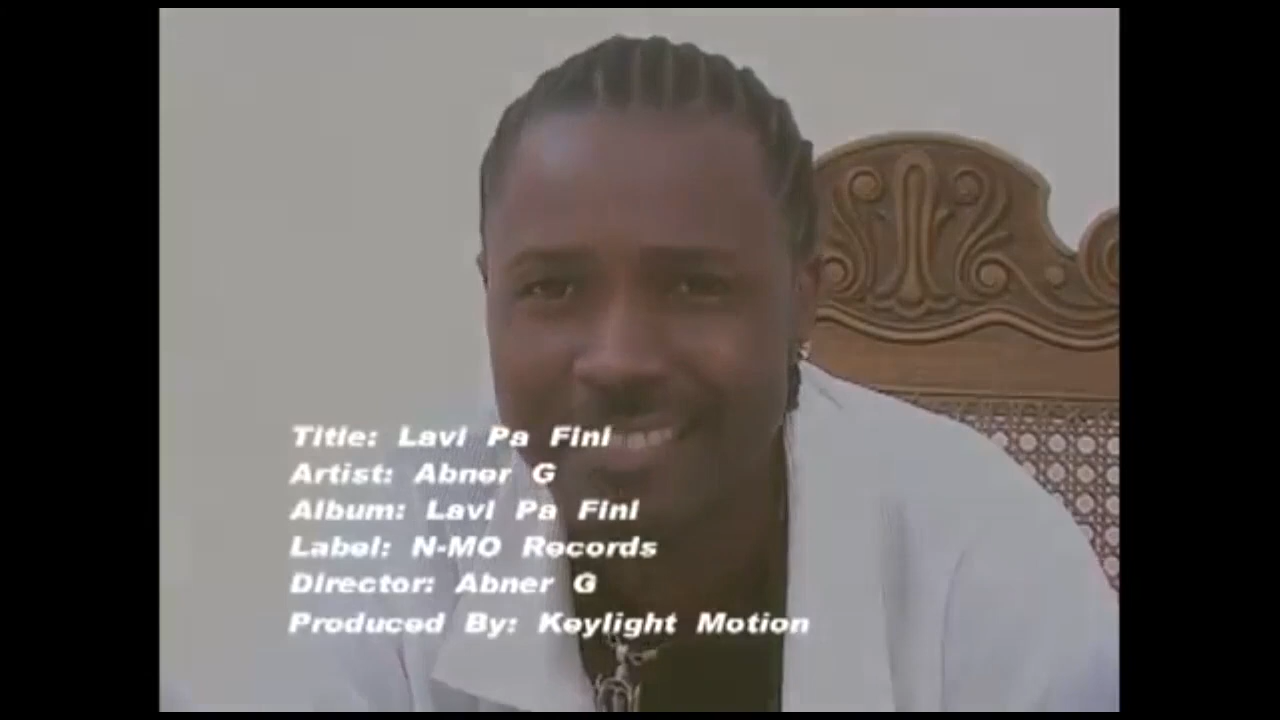 Title: Lavi Pa Fini
Artist: Abner G
Album: Lavi Pa Fini
Label: N-MO Records
Director: Abner G
Produced By: Keylight Motion